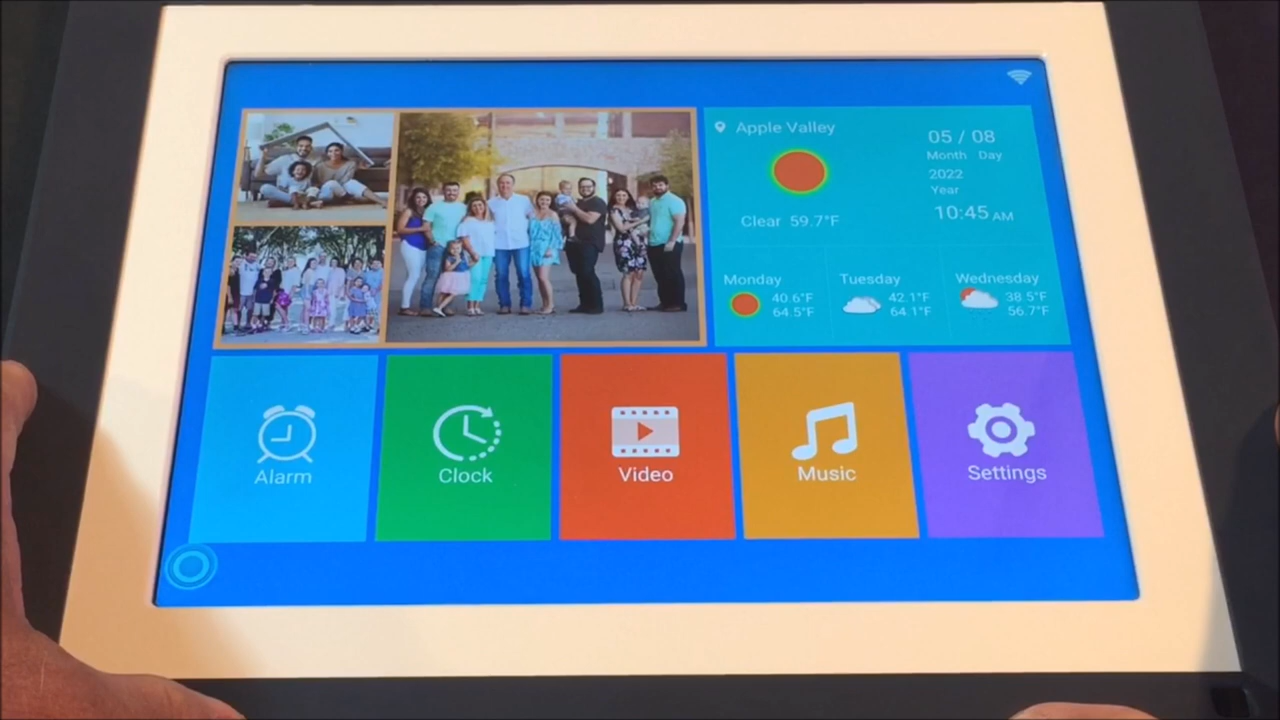 Apple Valley
05 / 08
Month Day
2022
Year
10:45 AM
Clear 59.7°F
Monday
40.6°F
64.5°F
Tuesday
42.1°F
64.1°F
Wednesday
38.5°F
56.7°F
Alarm
Clock
Video
Music
Settings